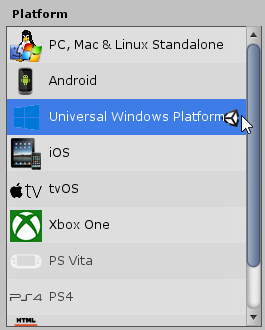 Platform
PC, Mac & Linux Standalone
Android
Universal Windows Platform
iOS
tv tvOS
Xbox One
PS Vita
PS4 PS4
HTML